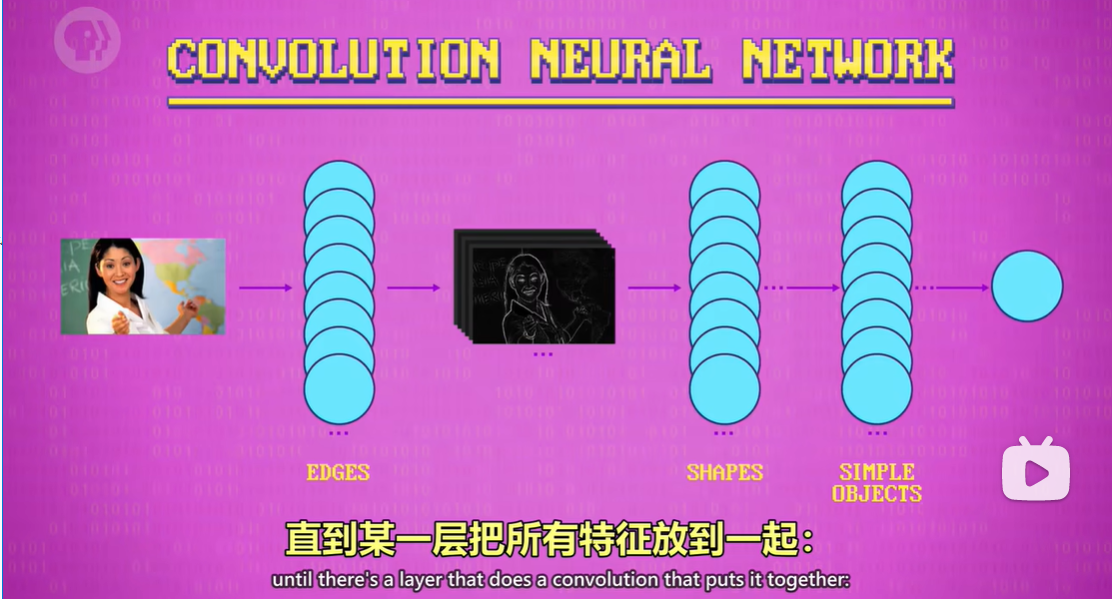 CONVOLUTION NEURAL NETWORK
EDGES
SHAPES
SIMPLE
OBJECTS
直到某一层把所有特征放到一起：
until there's a layer that does a convolution that puts it together: